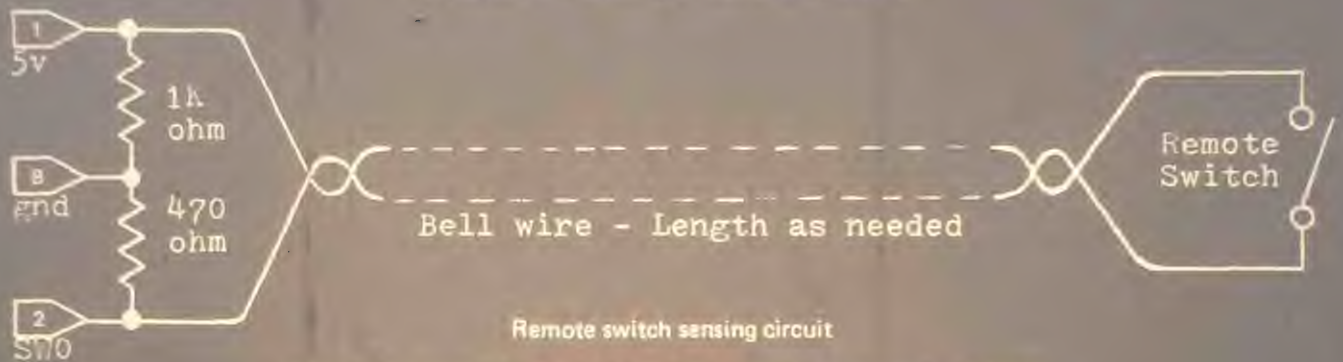 1
5v
1k
ohm
8
gnd
470
ohm
2
SW0
Bell wire - Length as needed
Remote
Switch
Remote switch sensing circuit